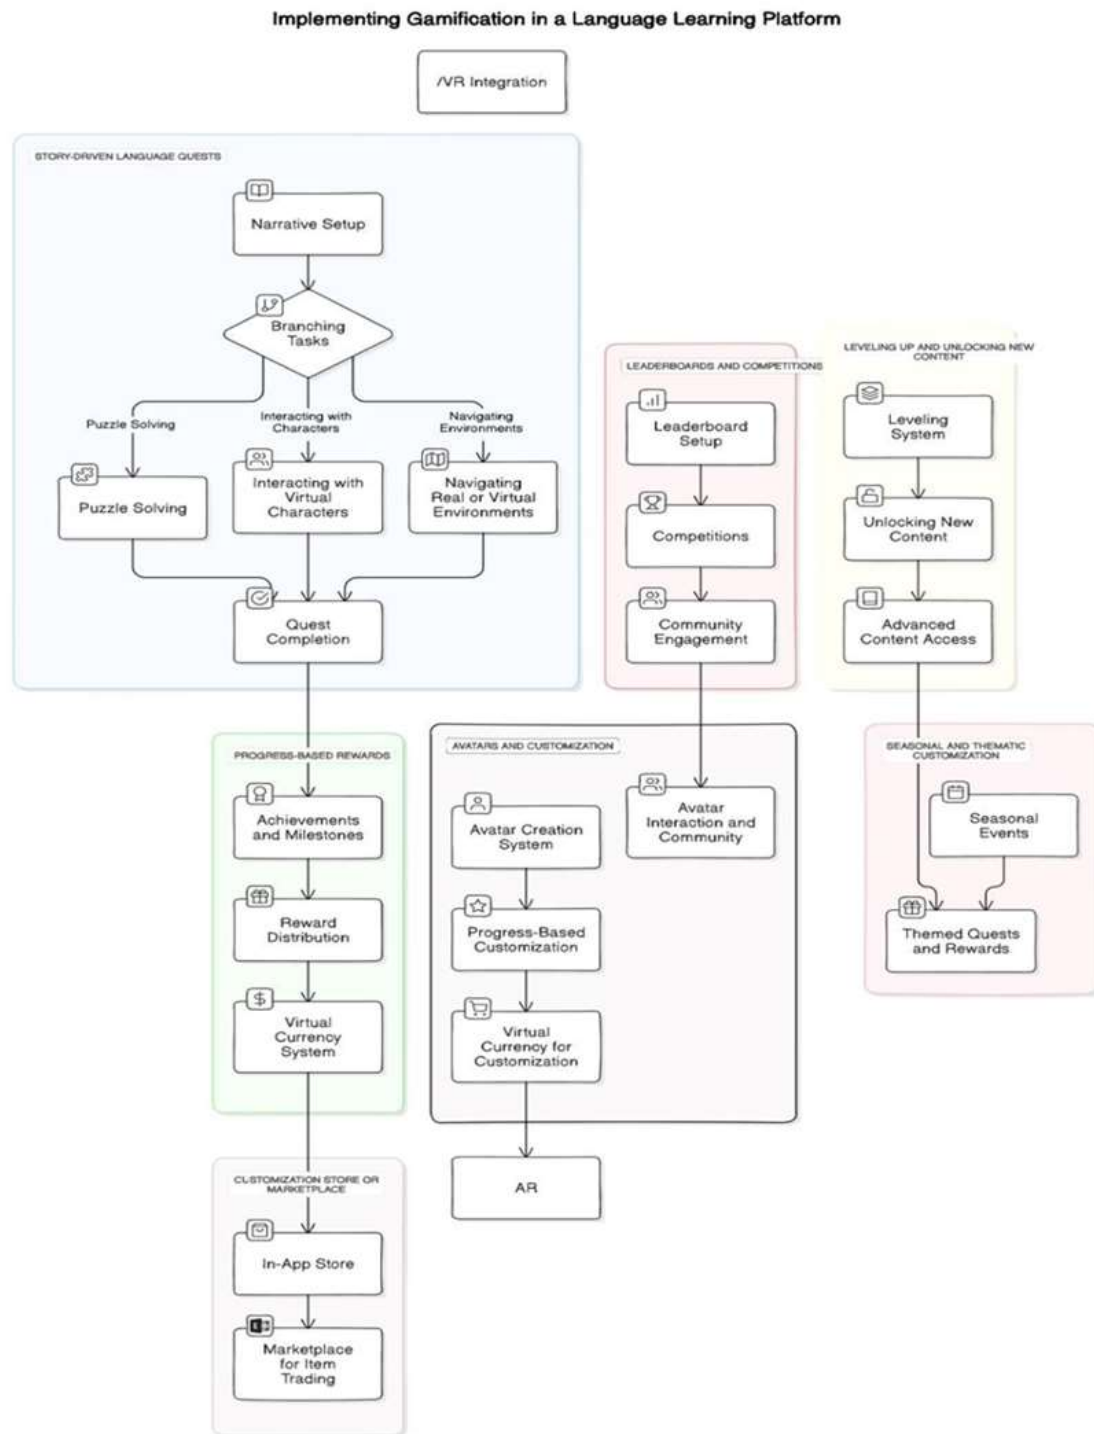 Implementing Gamification in a Language Learning Platform
/VR Integration
STORY-DRIVEN LANGUAGE QUESTS
Narrative Setup
Branching
Tasks
Puzzle Solving
Interacting with
Characters
Navigating
Environments
Puzzle Solving
Interacting with
Virtual
Characters
Navigating
Real or Virtual
Environments
Quest
Completion
LEADERBOARDS AND COMPETITIONS
Leaderboard
Setup
Competitions
Community
Engagement
LEVELING UP AND UNLOCKING NEW
CONTENT
Leveling
System
Unlocking New
Content
Advanced
Content Access
PROGRESS-BASED REWARDS
Achievements
and Milestones
Reward
Distribution
$
Virtual
Currency
System
AVATARS AND CUSTOMIZATION
Avatar Creation
System
Progress-Based
Customization
Virtual
Currency for
Customization
Avatar
Interaction and
Community
SEASONAL AND THEMATIC
CUSTOMIZATION
Seasonal
Events
Themed Quests
and Rewards
AR
CUSTOMIZATION STORE OR
MARKETPLACE
In-App Store
Marketplace
for Item
Trading